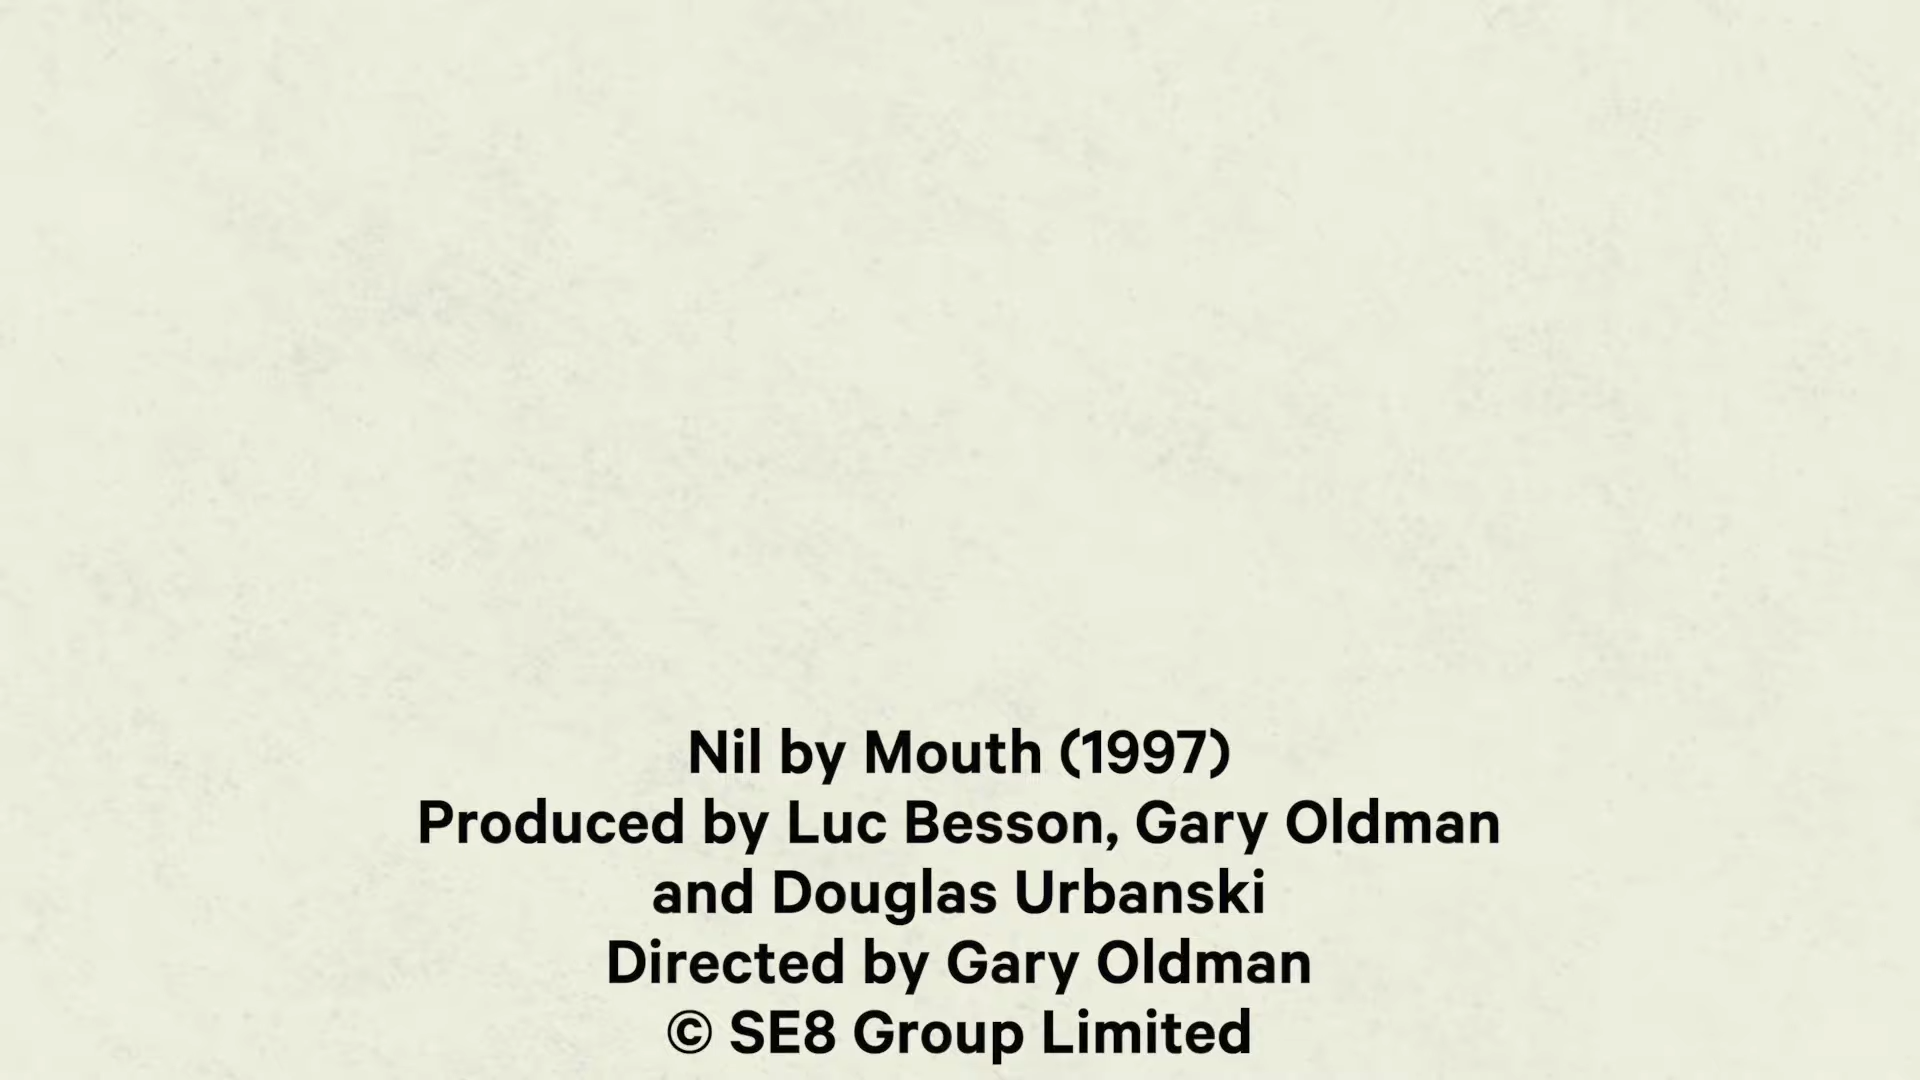 Nil by Mouth (1997)
Produced by Luc Besson, Gary Oldman
and Douglas Urbanski
Directed by Gary Oldman
© SE8 Group Limited